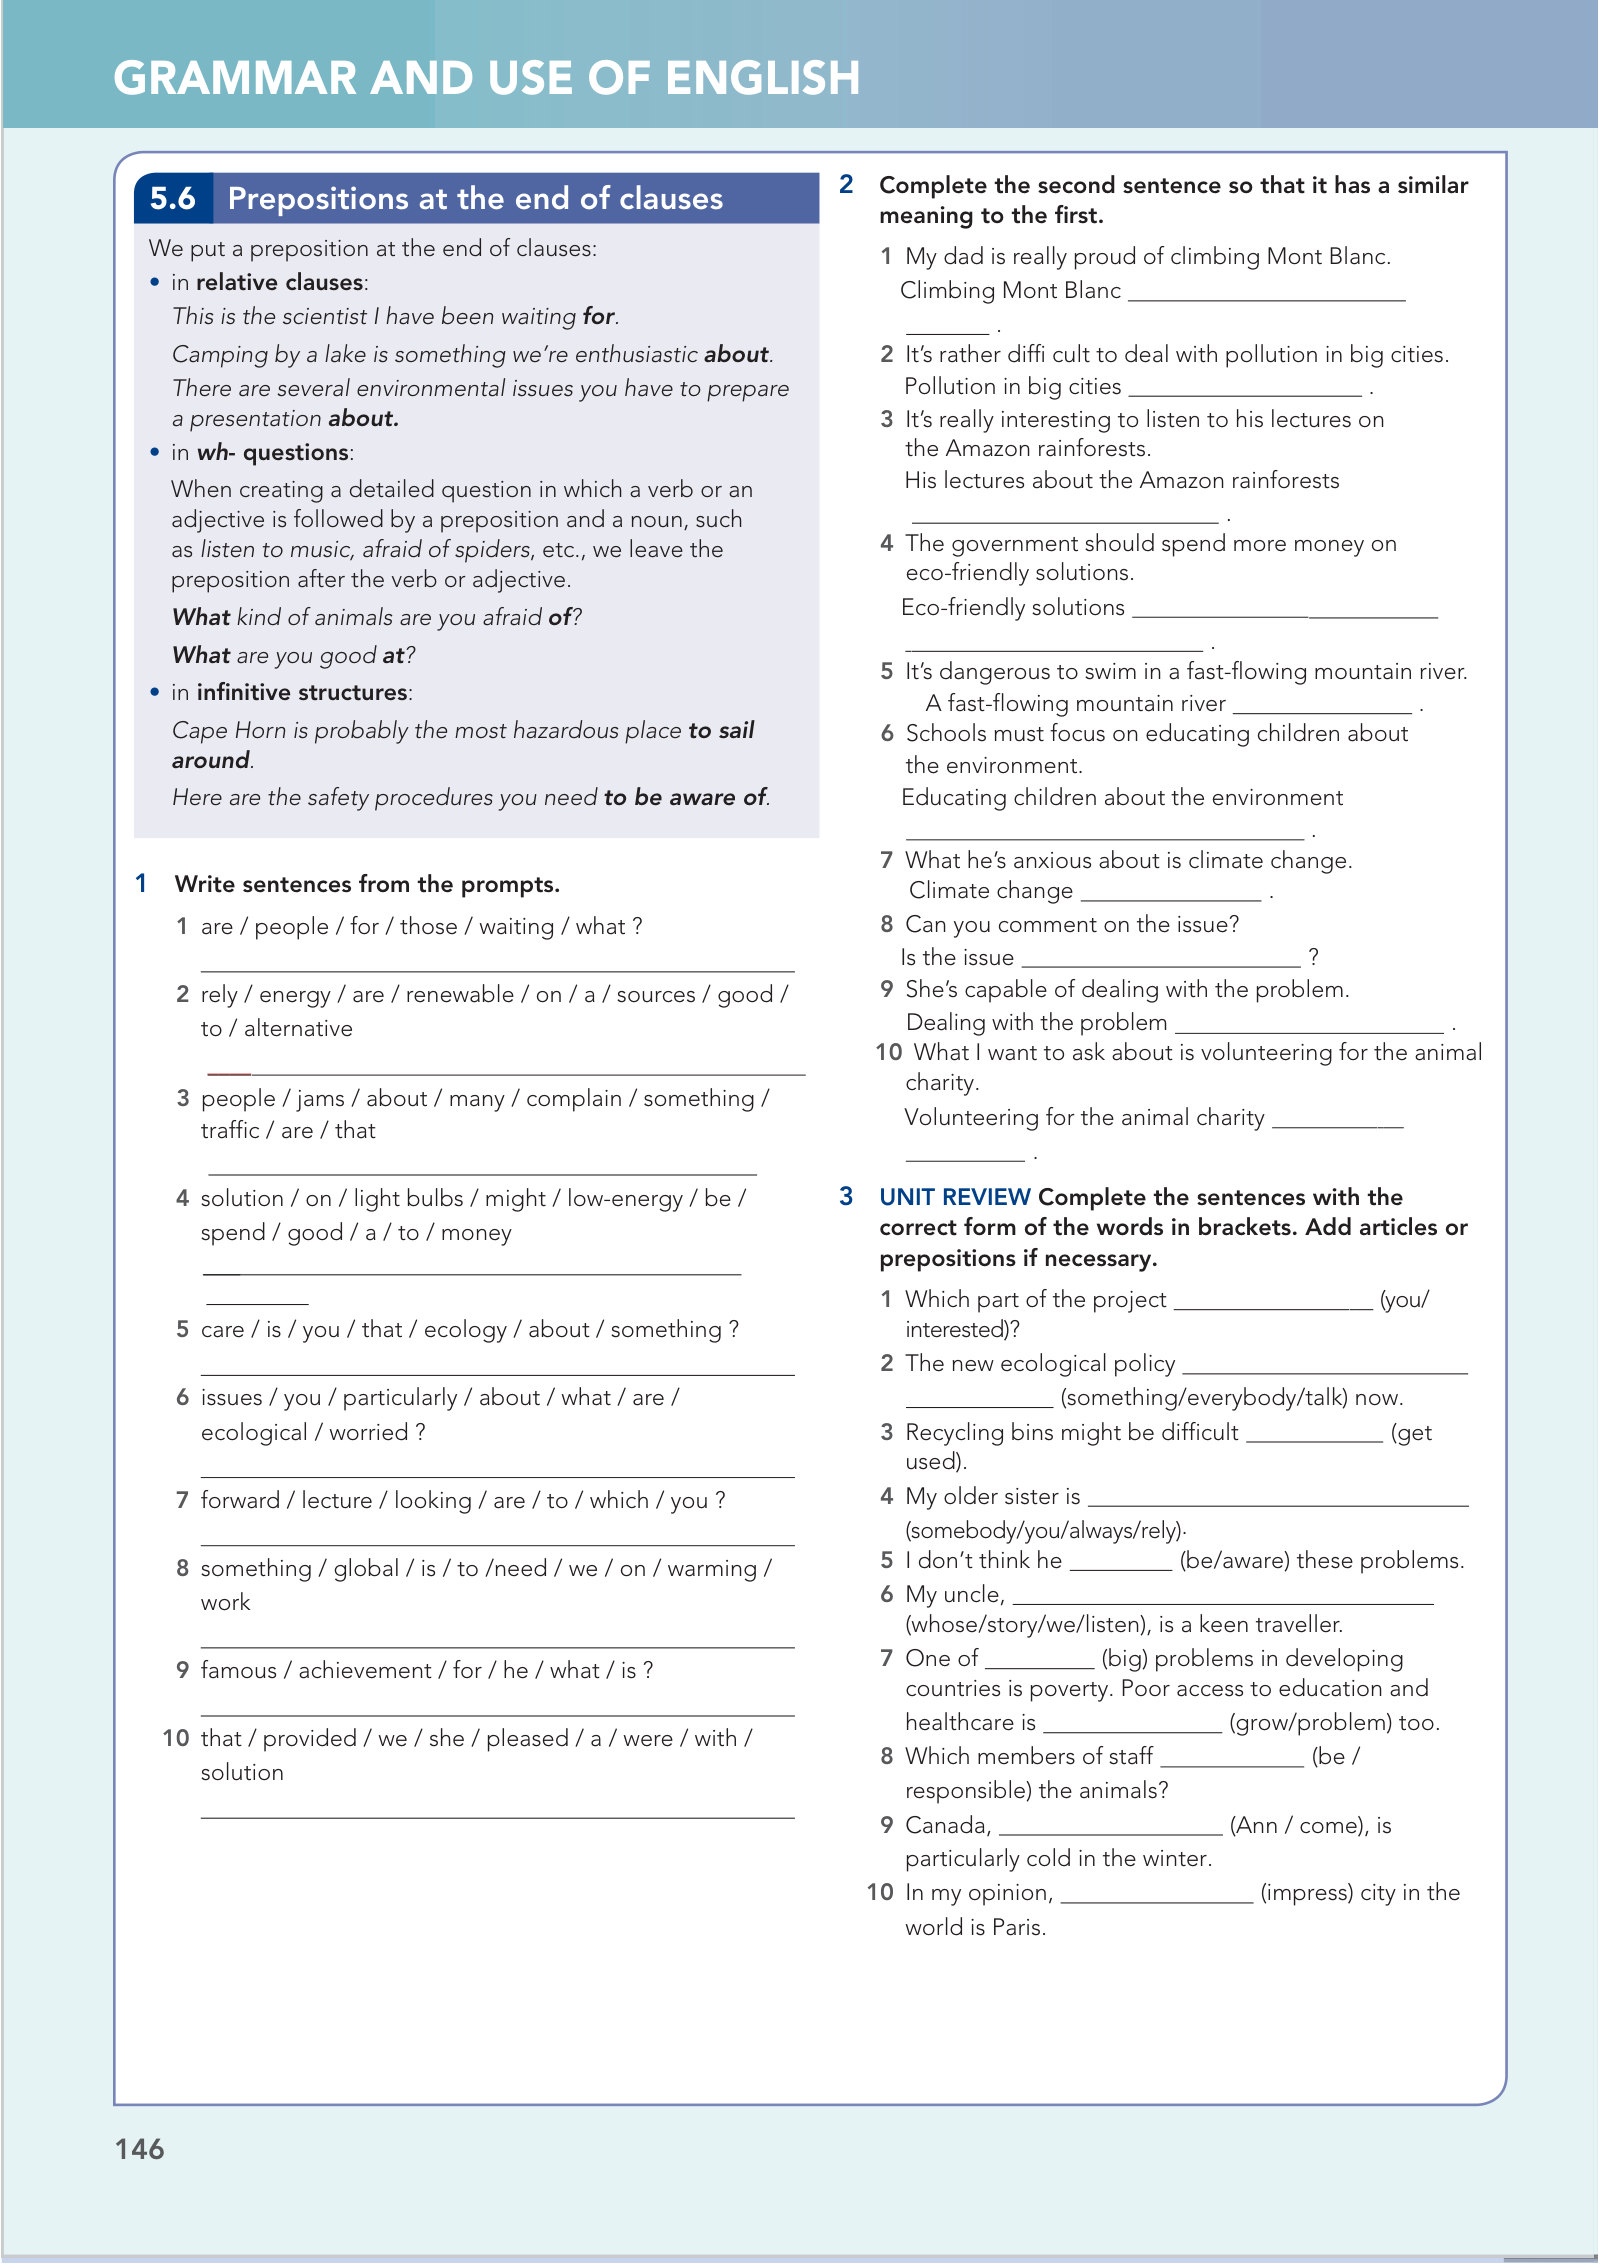 GRAMMAR AND USE OF ENGLISH
5.6 Prepositions at the end of clauses
We put a preposition at the end of clauses:
• in relative clauses:
This is the scientist I have been waiting for.
Camping by a lake is something we're enthusiastic about.
There are several environmental issues you have to prepare
a presentation about.
• in wh- questions:
When creating a detailed question in which a verb or an
adjective is followed by a preposition and a noun, such
as listen to music, afraid of spiders, etc., we leave the
preposition after the verb or adjective.
What kind of animals are you afraid of?
What are you good at?
• in infinitive structures:
Cape Horn is probably the most hazardous place to sail
around.
Here are the safety procedures you need to be aware of.
1 Write sentences from the prompts.
1 are / people / for / those / waiting / what ?
2 rely / energy / are / renewable / on / a / sources / good /
to / alternative
3 people / jams / about / many / complain / something /
traffic / are / that
4 solution / on / light bulbs / might / low-energy / be /
spend / good / a / to / money
5 care / is / you / that / ecology / about / something ?
6 issues / you / particularly / about / what / are /
ecological / worried ?
7 forward / lecture / looking / are / to / which / you ?
8 something / global / is / to /need / we / on / warming /
work
9 famous / achievement / for / he / what / is ?
10 that / provided / we / she / pleased / a / were / with /
solution
2 Complete the second sentence so that it has a similar
meaning to the first.
1 My dad is really proud of climbing Mont Blanc.
Climbing Mont Blanc ____________________
______ .
2 It's rather diffi cult to deal with pollution in big cities.
Pollution in big cities _________________ .
3 It's really interesting to listen to his lectures on
the Amazon rainforests.
His lectures about the Amazon rainforests
______________________ .
4 The government should spend more money on
eco-friendly solutions.
Eco-friendly solutions ______________________
_____________________ .
5 It's dangerous to swim in a fast-flowing mountain river.
A fast-flowing mountain river _____________ .
6 Schools must focus on educating children about
the environment.
Educating children about the environment
____________________________ .
7 What he's anxious about is climate change.
Climate change _____________ .
8 Can you comment on the issue?
Is the issue ____________________ ?
9 She's capable of dealing with the problem.
Dealing with the problem ___________________ .
10 What I want to ask about is volunteering for the animal
charity.
Volunteering for the animal charity __________
_________ .
3 UNIT REVIEW Complete the sentences with the
correct form of the words in brackets. Add articles or
prepositions if necessary.
1 Which part of the project ______________ (you/
interested)?
2 The new ecological policy ____________________
___________ (something/everybody/talk) now.
3 Recycling bins might be difficult __________ (get
used).
4 My older sister is ___________________________
(somebody/you/always/rely).
5 I don't think he ________ (be/aware) these problems.
6 My uncle, ______________________________
(whose/story/we/listen), is a keen traveller.
7 One of ________ (big) problems in developing
countries is poverty. Poor access to education and
healthcare is _____________ (grow/problem) too.
8 Which members of staff __________ (be /
responsible) the animals?
9 Canada, ________________ (Ann / come), is
particularly cold in the winter.
10 In my opinion, ______________ (impress) city in the
world is Paris.
146